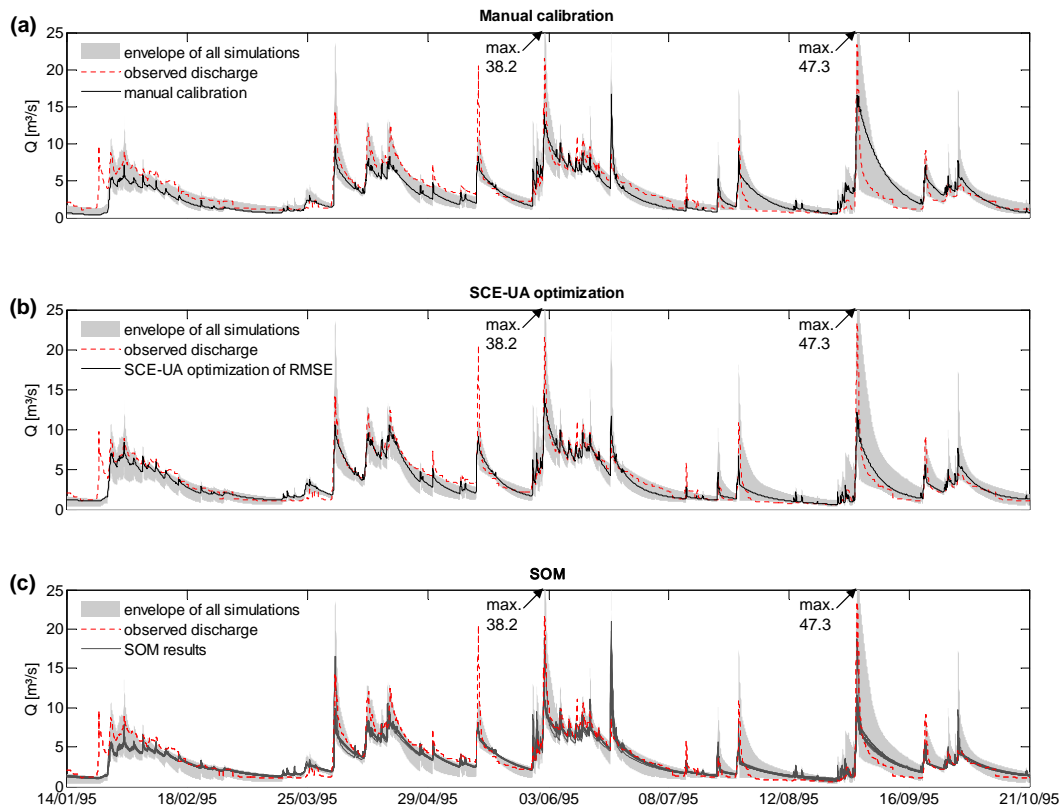 (a)
Manual calibration
25
20
15
10
5
0
Q [m³/s]
envelope of all simulations
observed discharge
manual calibration
max.
38.2
max.
47.3
(b)
SCE-UA optimization
25
20
15
10
5
0
Q [m³/s]
envelope of all simulations
observed discharge
SCE-UA optimization of RMSE
max.
38.2
max.
47.3
(c)
SOM
25
20
15
10
5
0
Q [m³/s]
envelope of all simulations
observed discharge
SOM results
max.
38.2
max.
47.3
14/01/95 18/02/95 25/03/95 29/04/95 03/06/95 08/07/95 12/08/95 16/09/95 21/10/95